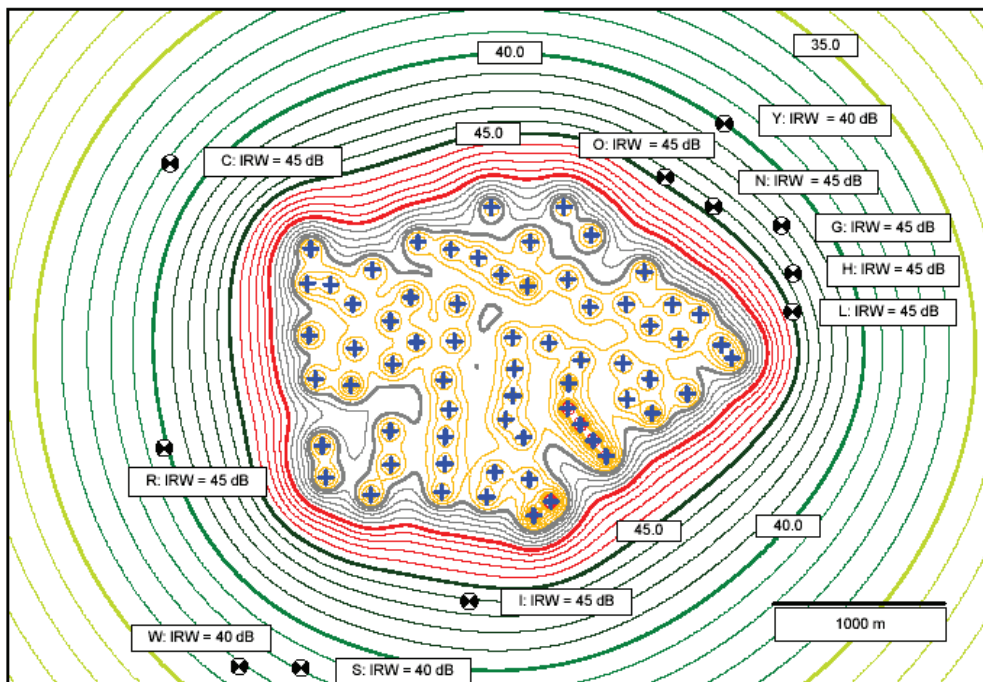 35.0
40.0
Y: IRW = 40 dB
45.0
O: IRW = 45 dB
C: IRW = 45 dB
N: IRW = 45 dB
G: IRW = 45 dB
H: IRW = 45 dB
L: IRW = 45 dB
R: IRW = 45 dB
45.0
40.0
I: IRW = 45 dB
1000 m
W: IRW = 40 dB
S: IRW = 40 dB